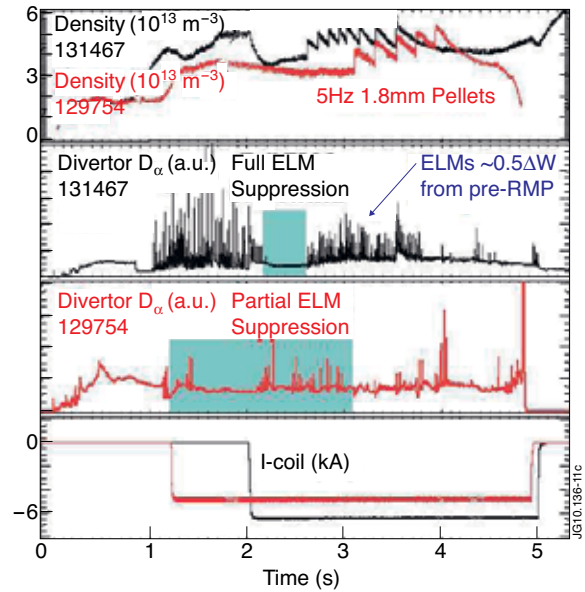 6
Density (10¹³ m⁻³)
131467
3
Density (10¹³ m⁻³)
129754
5Hz 1.8mm Pellets
0
Divertor Dα (a.u.) Full ELM
131467 Suppression
ELMs ~0.5ΔW
from pre-RMP
Divertor Dα (a.u.) Partial ELM
129754 Suppression
0
I-coil (kA)
−6
0 1 2 3 4 5
Time (s)
JG10.136-11c